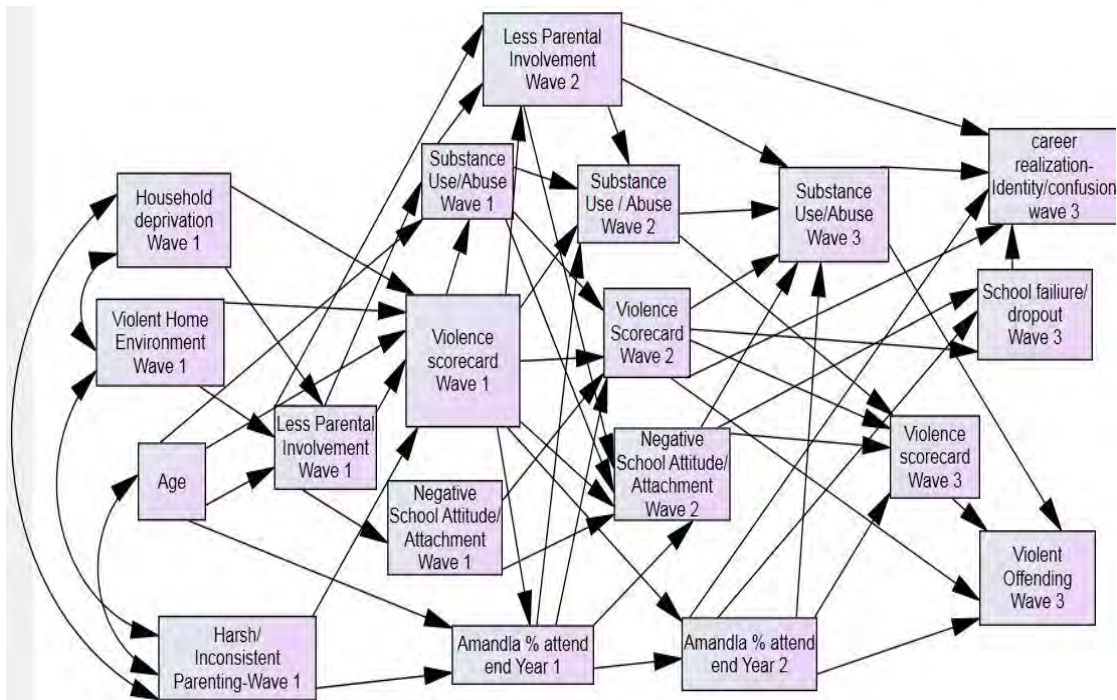 Less Parental
Involvement
Wave 2
Substance
Use/Abuse
Wave 1
Substance
Use / Abuse
Wave 2
Substance
Use/Abuse
Wave 3
career
realization-
Identity/confusion
wave 3
Household
deprivation
Wave 1
Violent Home
Environment
Wave 1
Violence
scorecard
Wave 1
Violence
Scorecard
Wave 2
School failiure/
dropout
Wave 3
Age
Less Parental
Involvement
Wave 1
Negative
School Attitude/
Attachment
Wave 1
Negative
School Attitude/
Attachment
Wave 2
Violence
scorecard
Wave 3
Violent
Offending
Wave 3
Harsh/
Inconsistent
Parenting-Wave 1
Amandla % attend
end Year 1
Amandla % attend
end Year 2